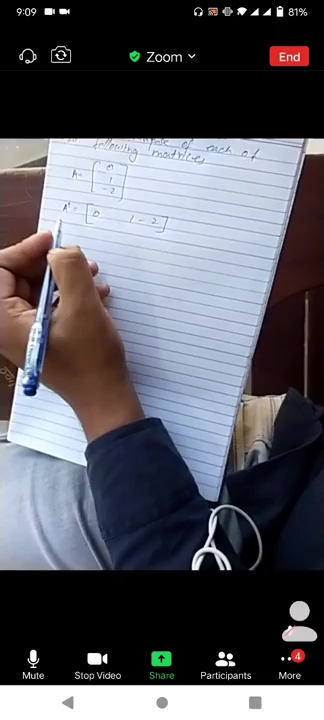 9:09
81%
Zoom
End
of each of
following matrices
A = [ 0
1
-2 ]
A' = [ 0 1 - 2 ]
Mute
Stop Video
Share
Participants
4
More